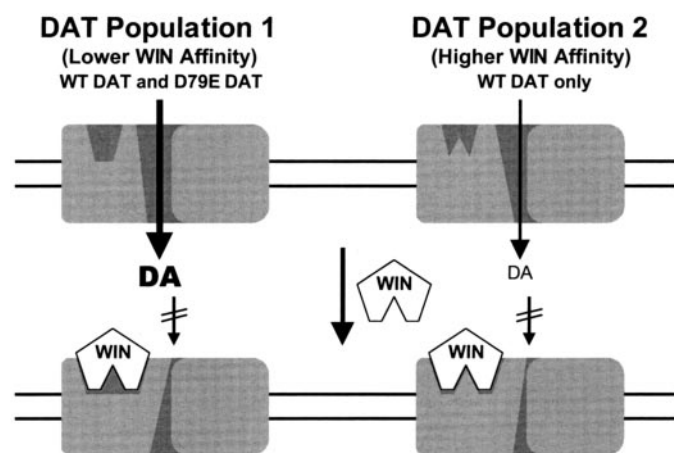 DAT Population 1
(Lower WIN Affinity)
WT DAT and D79E DAT
DAT Population 2
(Higher WIN Affinity)
WT DAT only
DA
DA
WIN
WIN
WIN